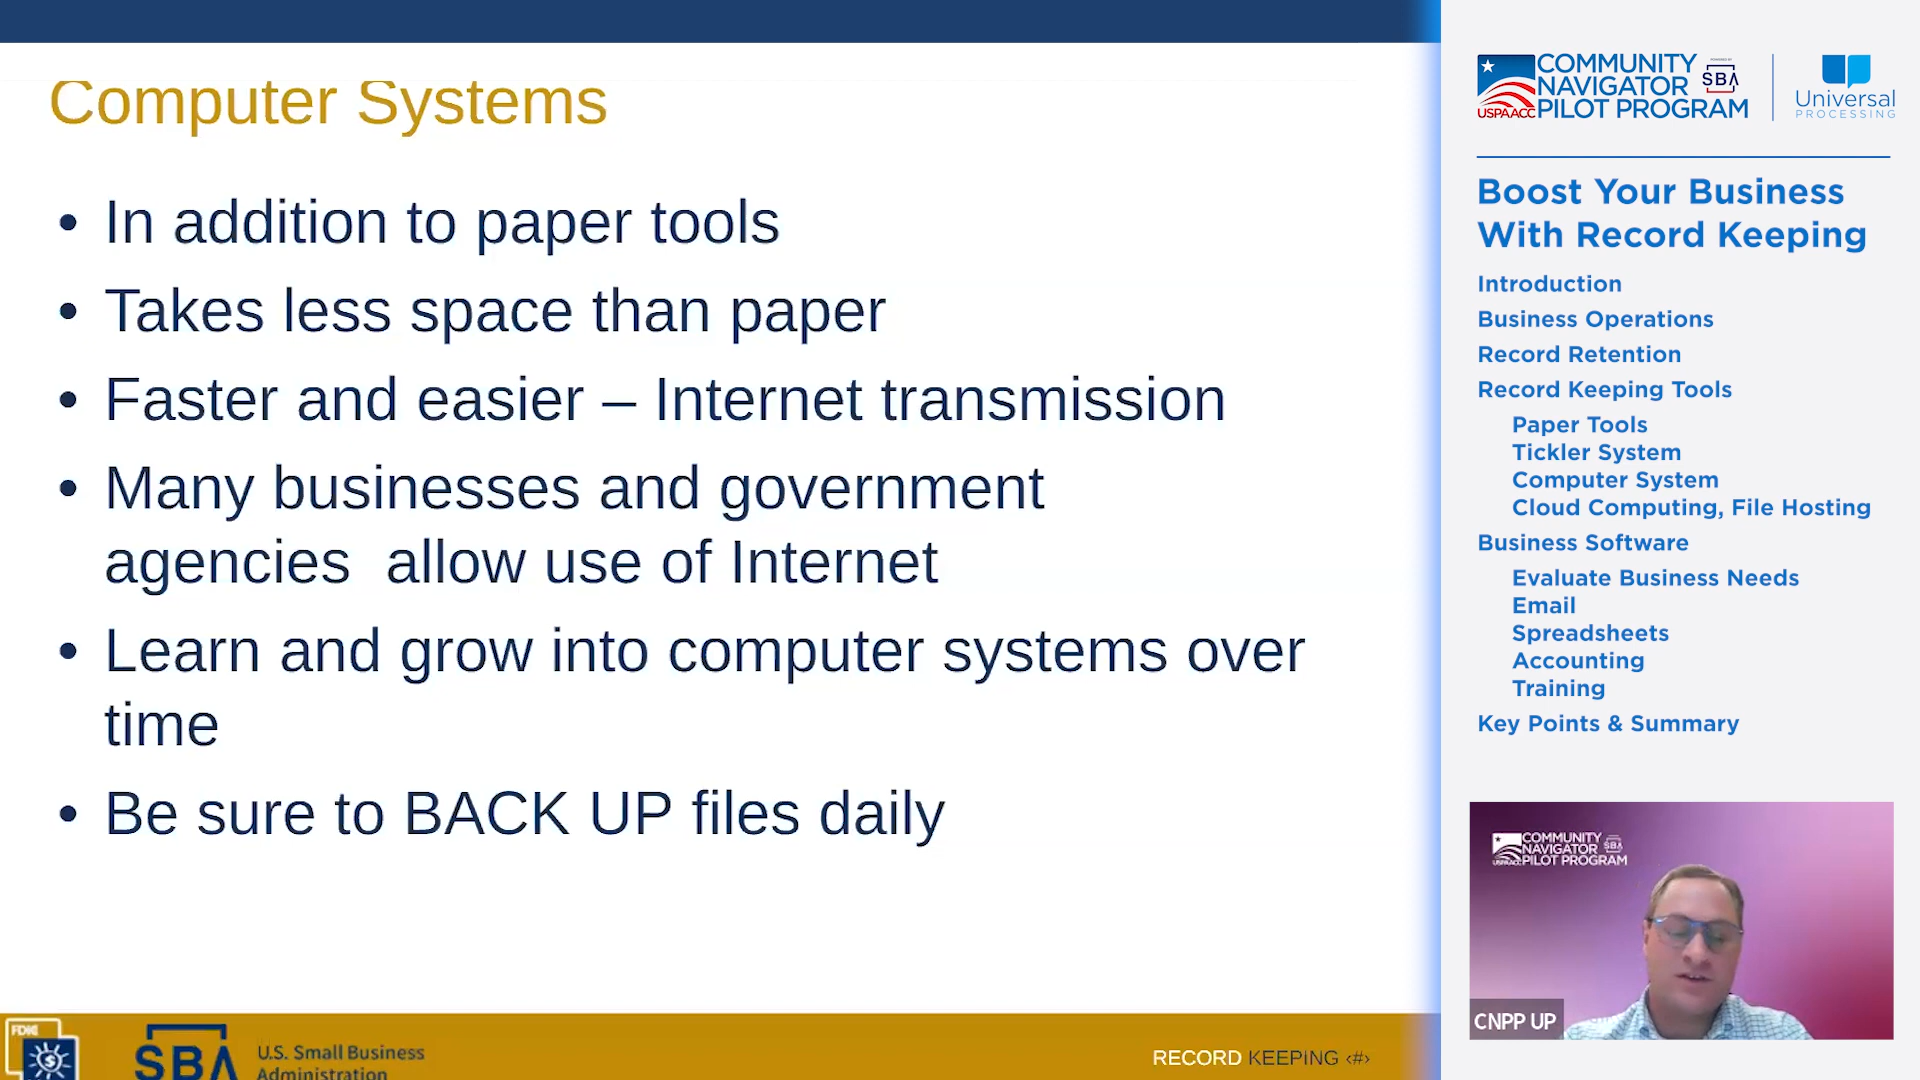 Computer Systems
• In addition to paper tools
• Takes less space than paper
• Faster and easier – Internet transmission
• Many businesses and government
agencies  allow use of Internet
• Learn and grow into computer systems over
time
• Be sure to BACK UP files daily
SBA
U.S. Small Business
Administration
RECORD KEEPING ‹#›
COMMUNITY
NAVIGATOR
PILOT PROGRAM
SBA
USPAACC
Universal
PROCESSING
Boost Your Business
With Record Keeping
Introduction
Business Operations
Record Retention
Record Keeping Tools
Paper Tools
Tickler System
Computer System
Cloud Computing, File Hosting
Business Software
Evaluate Business Needs
Email
Spreadsheets
Accounting
Training
Key Points & Summary
COMMUNITY
NAVIGATOR
PILOT PROGRAM
SBA
USPAACC
CNPP UP